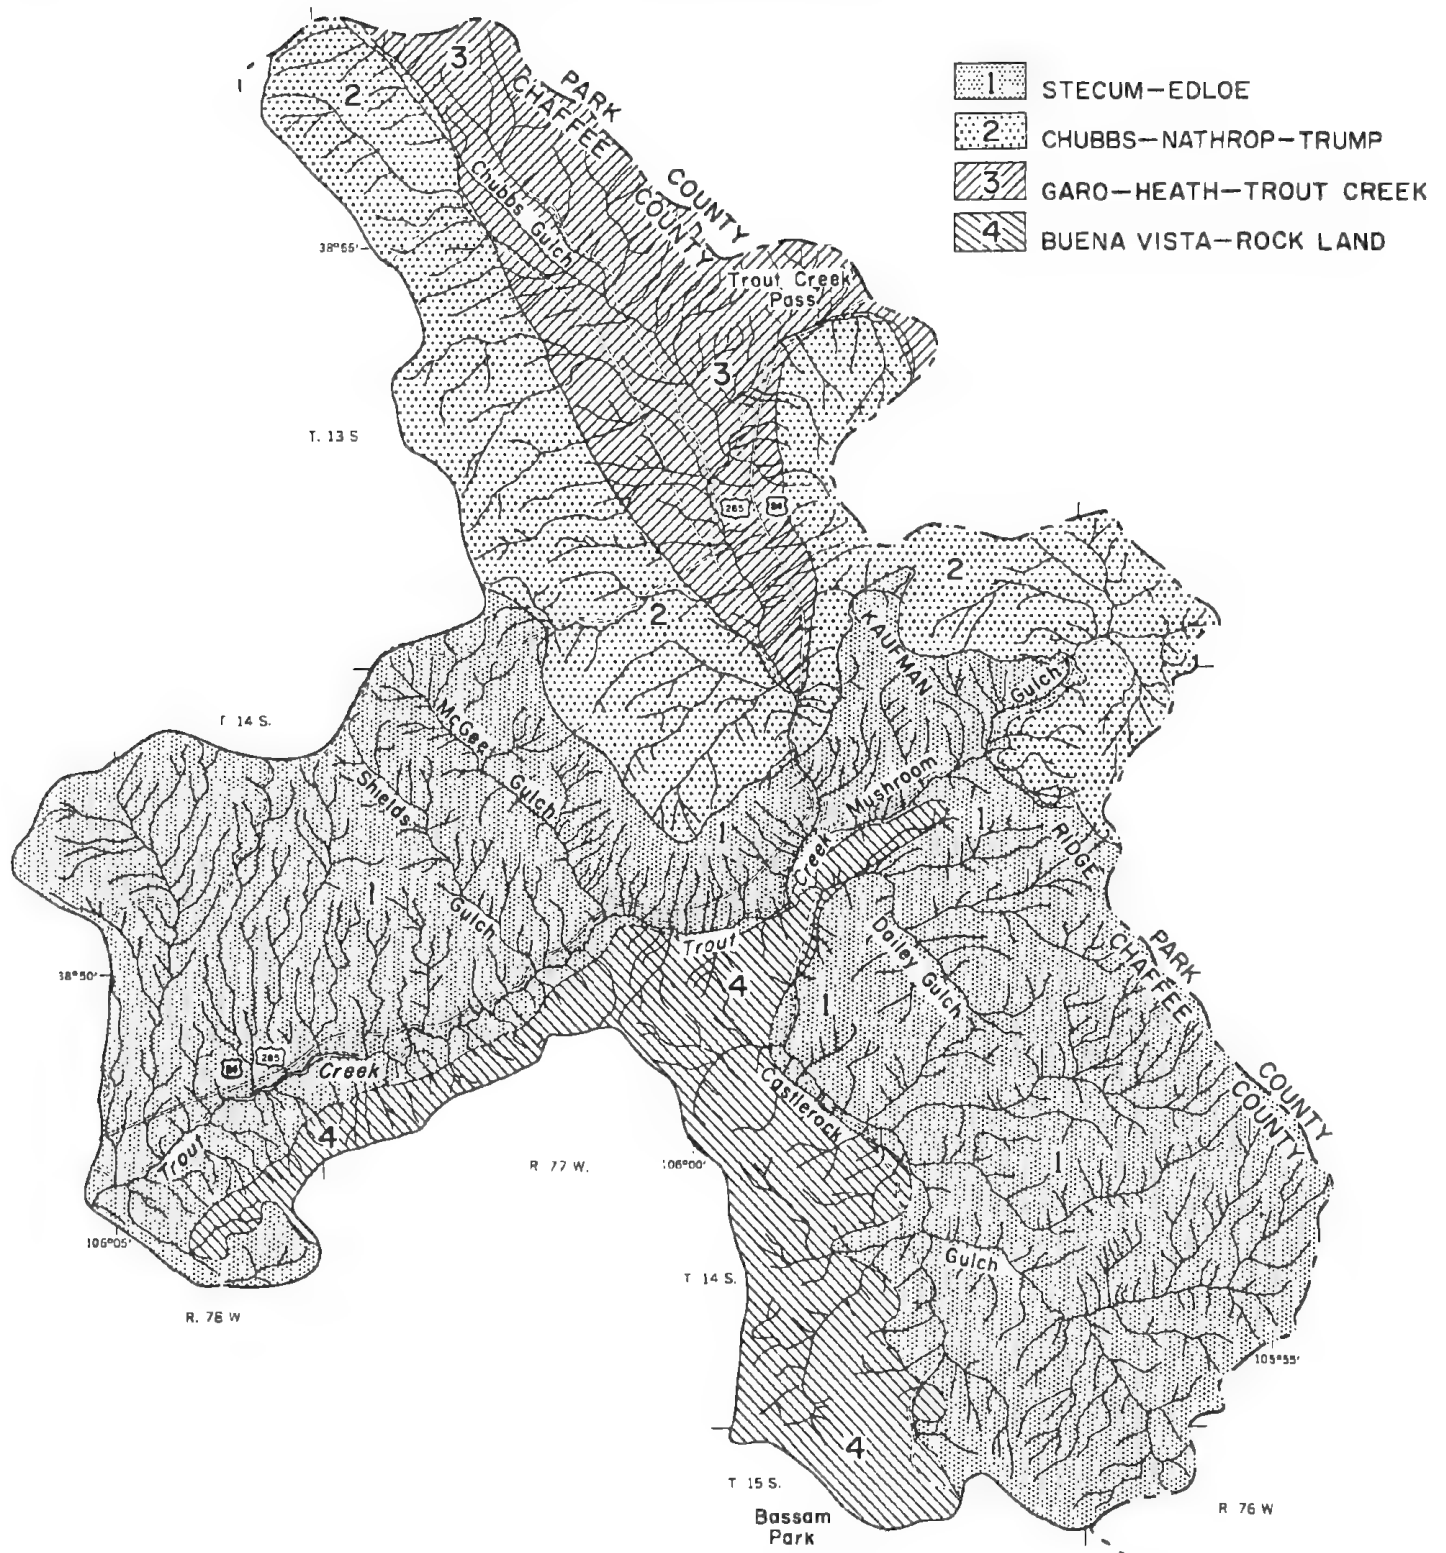 1 STECUM-EDLOE
2 CHUBBS-NATHROP-TRUMP
3 GARO-HEATH-TROUT CREEK
4 BUENA VISTA-ROCK LAND
3
2
PARK
CHAFFEE
COUNTY
COUNTY
Chubbs Gulch
38°55'
Trout Creek
Pass
3
T. 13 S
285
2
2
KAUFMAN
Gulch
T 14 S.
McGee
Gulch
Shields
Mushroom
1
1
RIDGE
Creek
1
Gulch
Trout
Dailey Gulch
PARK
CHAFFEE
38°50'
4
1
285
Creek
COUNTY
COUNTY
Castlerock
4
Trout
R 77 W.
106°00'
1
106°05'
Gulch
T 14 S.
R. 78 W
105°55'
4
T 15 S.
R 76 W
Bassam
Park